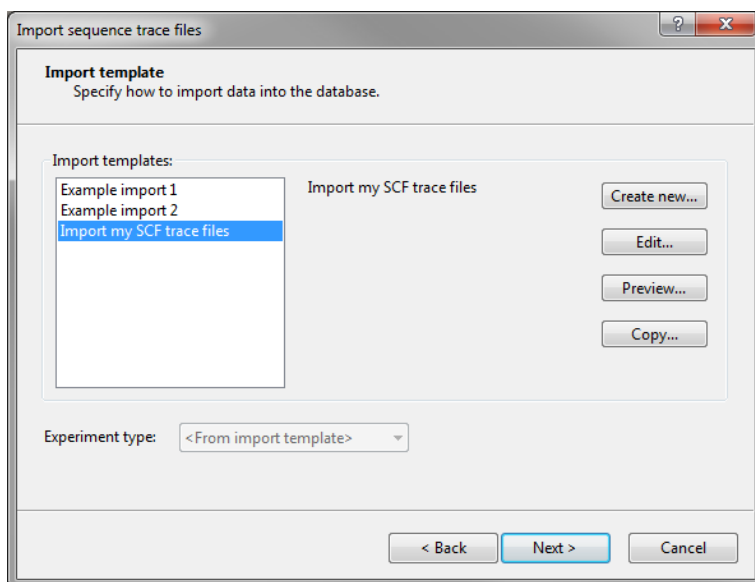 Import sequence trace files
Import template
Specify how to import data into the database.
Import templates:
Example import 1
Example import 2
Import my SCF trace files
Import my SCF trace files
Create new...
Edit...
Preview...
Copy...
Experiment type:
<From import template>
< Back
Next >
Cancel